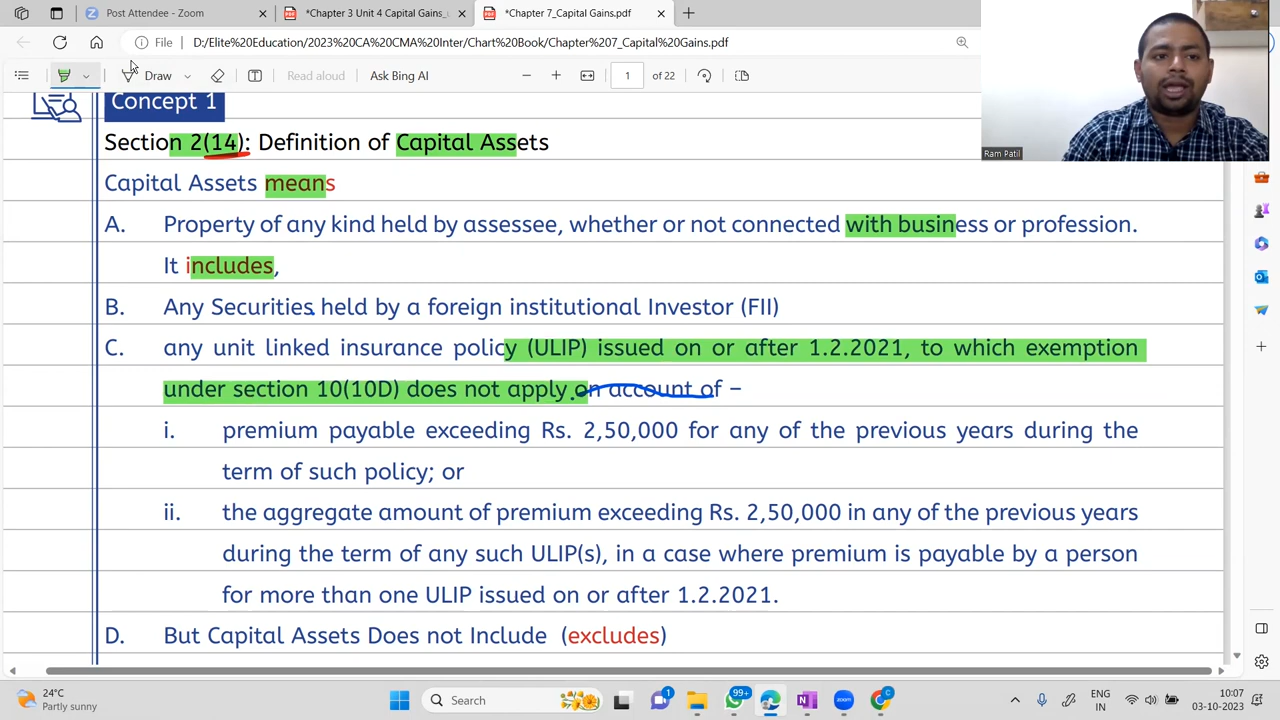 Post Attendee - Zoom
*Chapter 3 Unit 4 Capital Gains_
*Chapter 7_Capital Gains.pdf
File
D:/Elite%20Education/2023%20CA%20CMA%20Inter/Chart%20Book/Chapter%207_Capital%20Gains.pdf
Draw
Read aloud
Ask Bing AI
1
of 22
Ram Patil
Concept 1
Section 2(14): Definition of Capital Assets
Capital Assets means
A. Property of any kind held by assessee, whether or not connected with business or profession.
It includes,
B. Any Securities held by a foreign institutional Investor (FII)
C. any unit linked insurance policy (ULIP) issued on or after 1.2.2021, to which exemption
under section 10(10D) does not apply on account of –
i. premium payable exceeding Rs. 2,50,000 for any of the previous years during the
term of such policy; or
ii. the aggregate amount of premium exceeding Rs. 2,50,000 in any of the previous years
during the term of any such ULIP(s), in a case where premium is payable by a person
for more than one ULIP issued on or after 1.2.2021.
D. But Capital Assets Does not Include (excludes)
24°C
Partly sunny
Search
1
99+
ENG
IN
10:07
03-10-2023